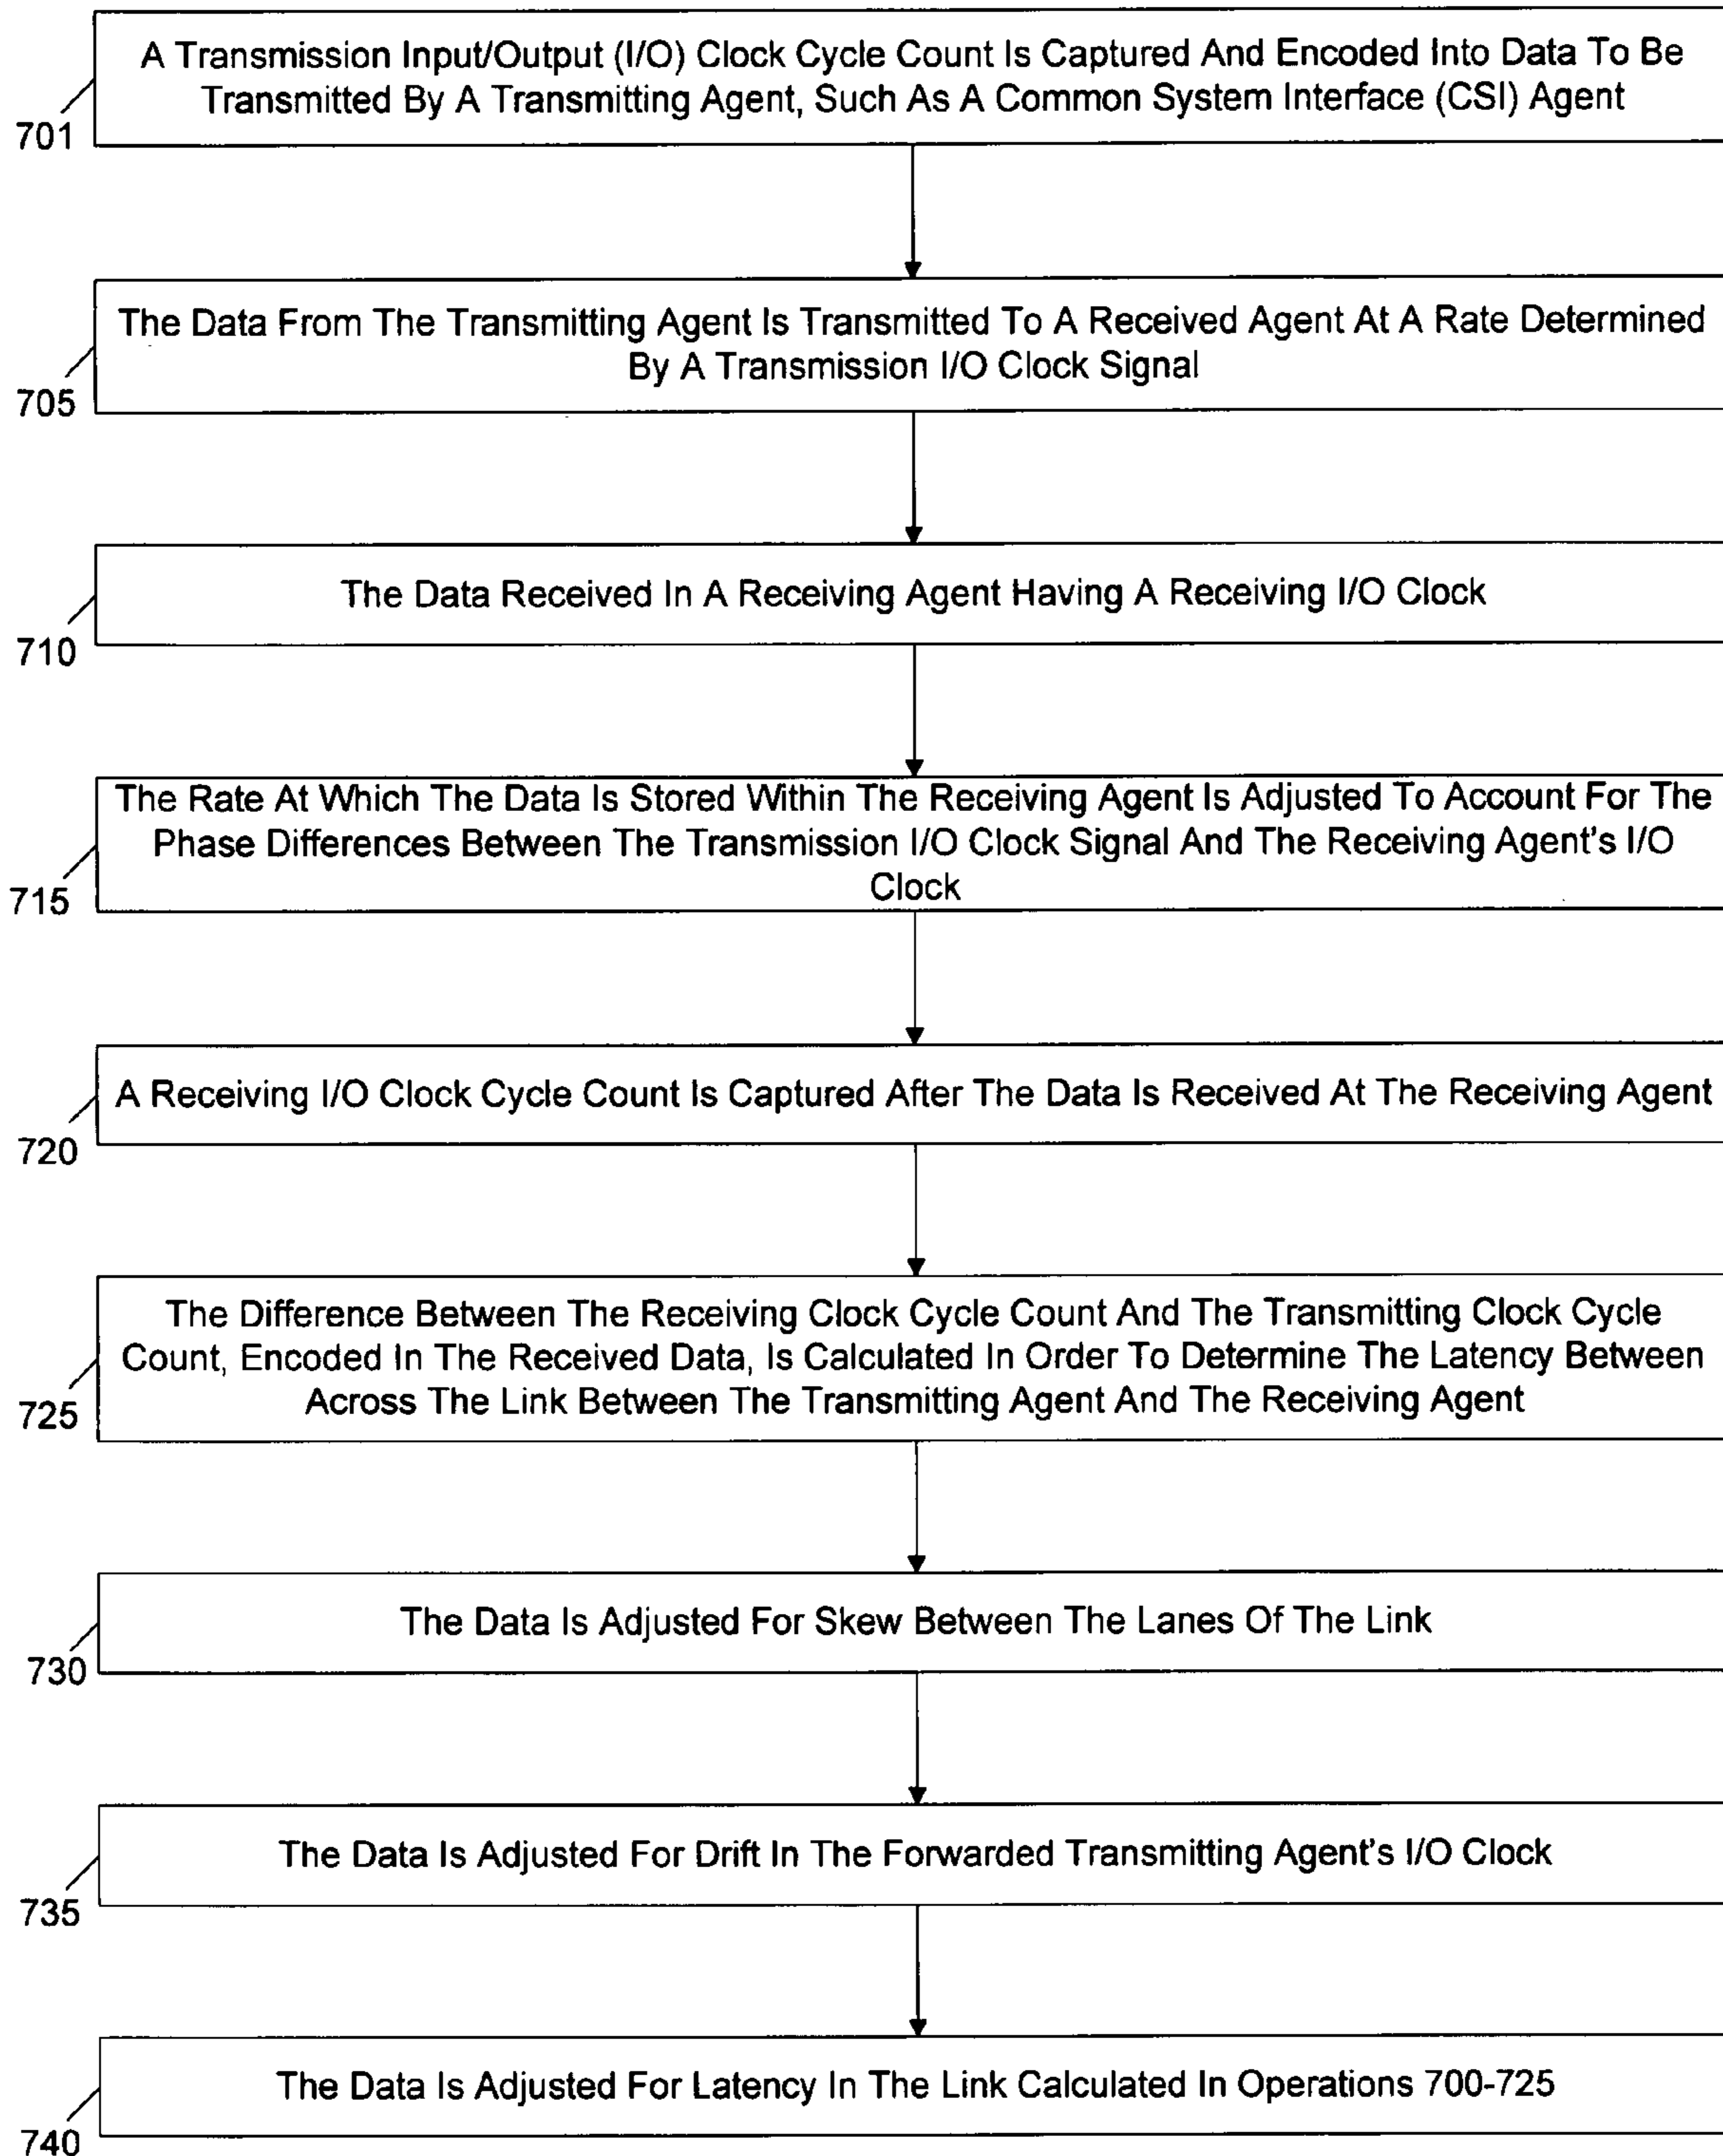 A Transmission Input/Output (I/O) Clock Cycle Count Is Captured And Encoded Into Data To Be
Transmitted By A Transmitting Agent, Such As A Common System Interface (CSI) Agent
701
The Data From The Transmitting Agent Is Transmitted To A Received Agent At A Rate Determined
By A Transmission I/O Clock Signal
705
The Data Received In A Receiving Agent Having A Receiving I/O Clock
710
The Rate At Which The Data Is Stored Within The Receiving Agent Is Adjusted To Account For The
Phase Differences Between The Transmission I/O Clock Signal And The Receiving Agent's I/O
Clock
715
A Receiving I/O Clock Cycle Count Is Captured After The Data Is Received At The Receiving Agent
720
The Difference Between The Receiving Clock Cycle Count And The Transmitting Clock Cycle
Count, Encoded In The Received Data, Is Calculated In Order To Determine The Latency Between
Across The Link Between The Transmitting Agent And The Receiving Agent
725
The Data Is Adjusted For Skew Between The Lanes Of The Link
730
The Data Is Adjusted For Drift In The Forwarded Transmitting Agent's I/O Clock
735
The Data Is Adjusted For Latency In The Link Calculated In Operations 700-725
740